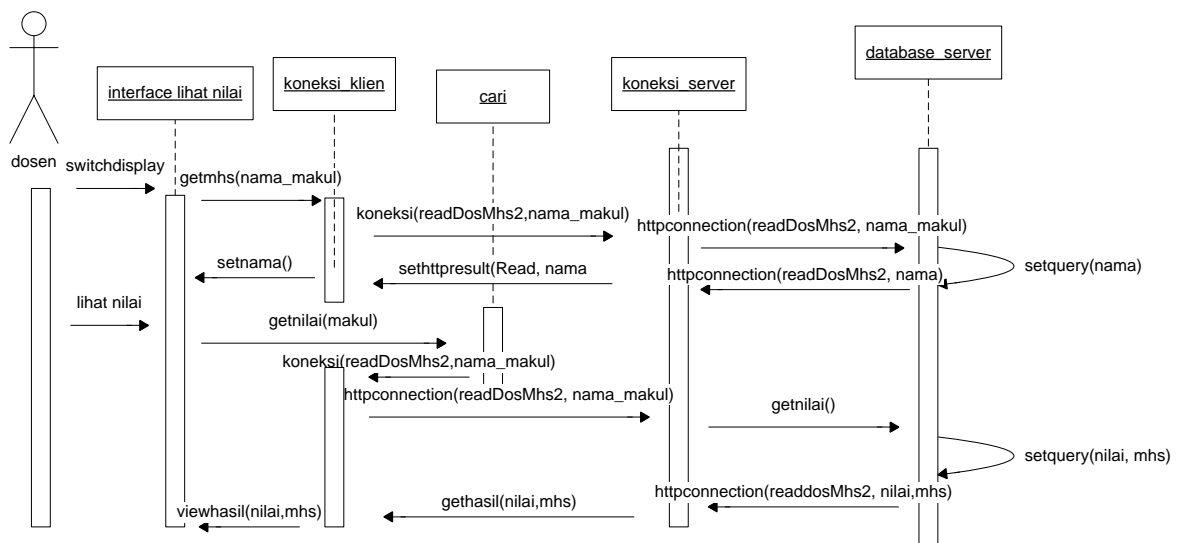 database_server
koneksi_klien
koneksi_server
interface lihat nilai
cari
dosen
switchdisplay
getmhs(nama_makul)
koneksi(readDosMhs2,nama_makul)
httpconnection(readDosMhs2, nama_makul)
setquery(nama)
setnama()
sethttpresult(Read, nama
httpconnection(readDosMhs2, nama)
lihat nilai
getnilai(makul)
koneksi(readDosMhs2,nama_makul)
httpconnection(readDosMhs2, nama_makul)
getnilai()
setquery(nilai, mhs)
httpconnection(readdosMhs2, nilai,mhs)
gethasil(nilai,mhs)
viewhasil(nilai,mhs)